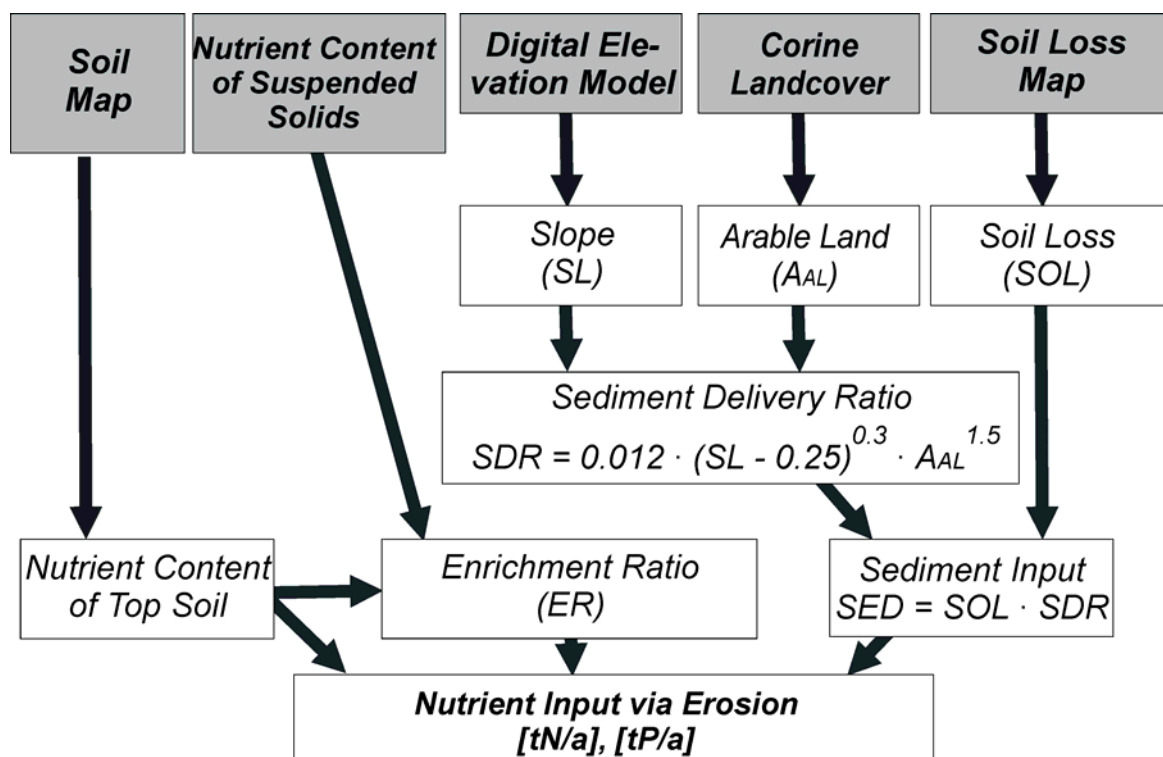 Soil
Map
Nutrient Content
of Suspended
Solids
Digital Ele-
vation Model
Corine
Landcover
Soil Loss
Map
Slope
(SL)
Arable Land
(AAL)
Soil Loss
(SOL)
Sediment Delivery Ratio
SDR = 0.012 · (SL - 0.25)^0.3 · AAL^1.5
Nutrient Content
of Top Soil
Enrichment Ratio
(ER)
Sediment Input
SED = SOL · SDR
Nutrient Input via Erosion
[tN/a], [tP/a]